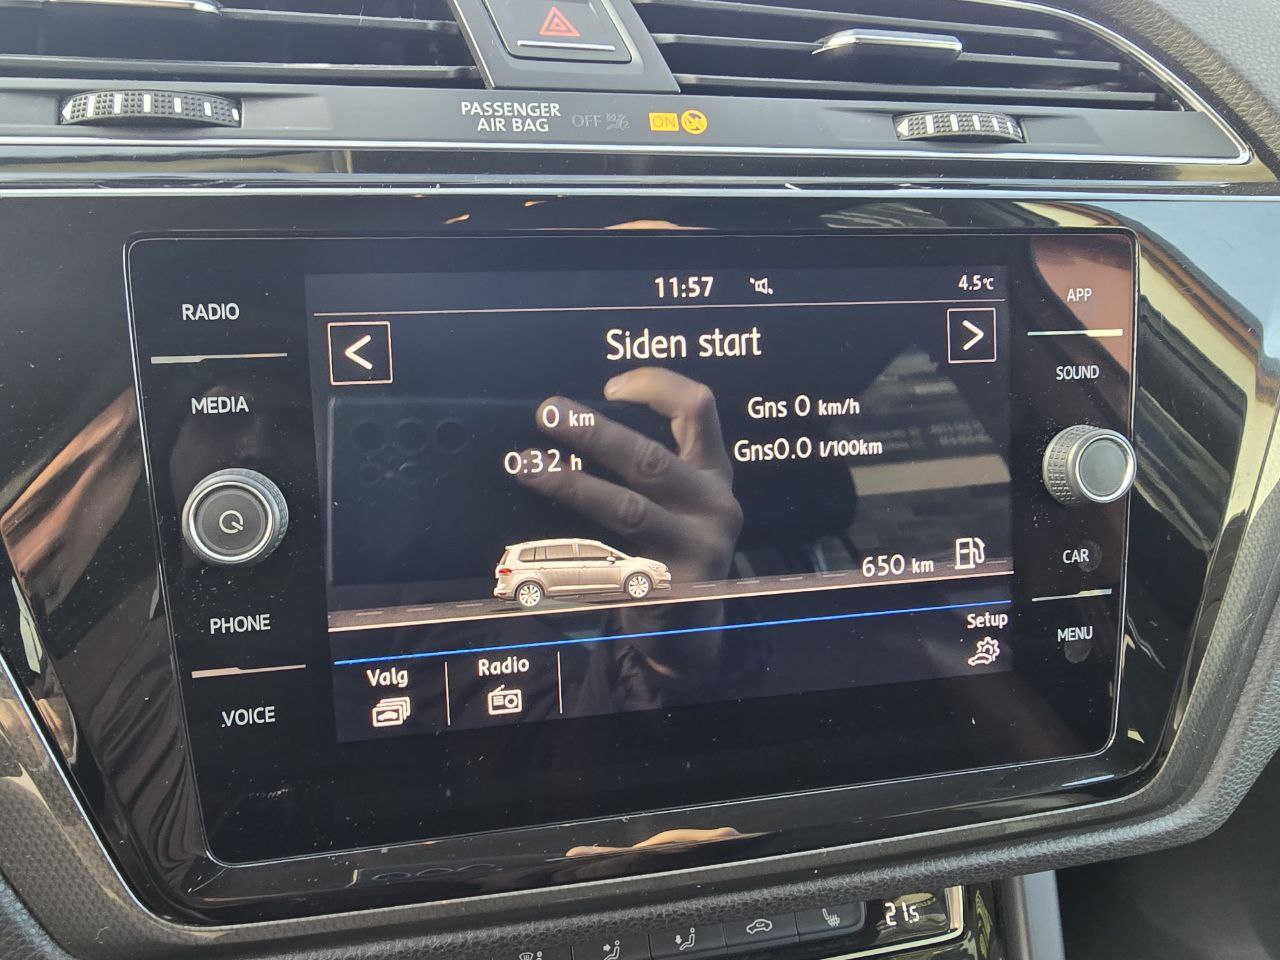 PASSENGER
AIR BAG OFF ON
11:57 4.5°C
RADIO
MEDIA
PHONE
VOICE
< Siden start >
0 km
0:32 h
Gns 0 km/h
Gns0.0 l/100km
650 km
Valg
Radio
Setup
APP
SOUND
CAR
MENU
21.5